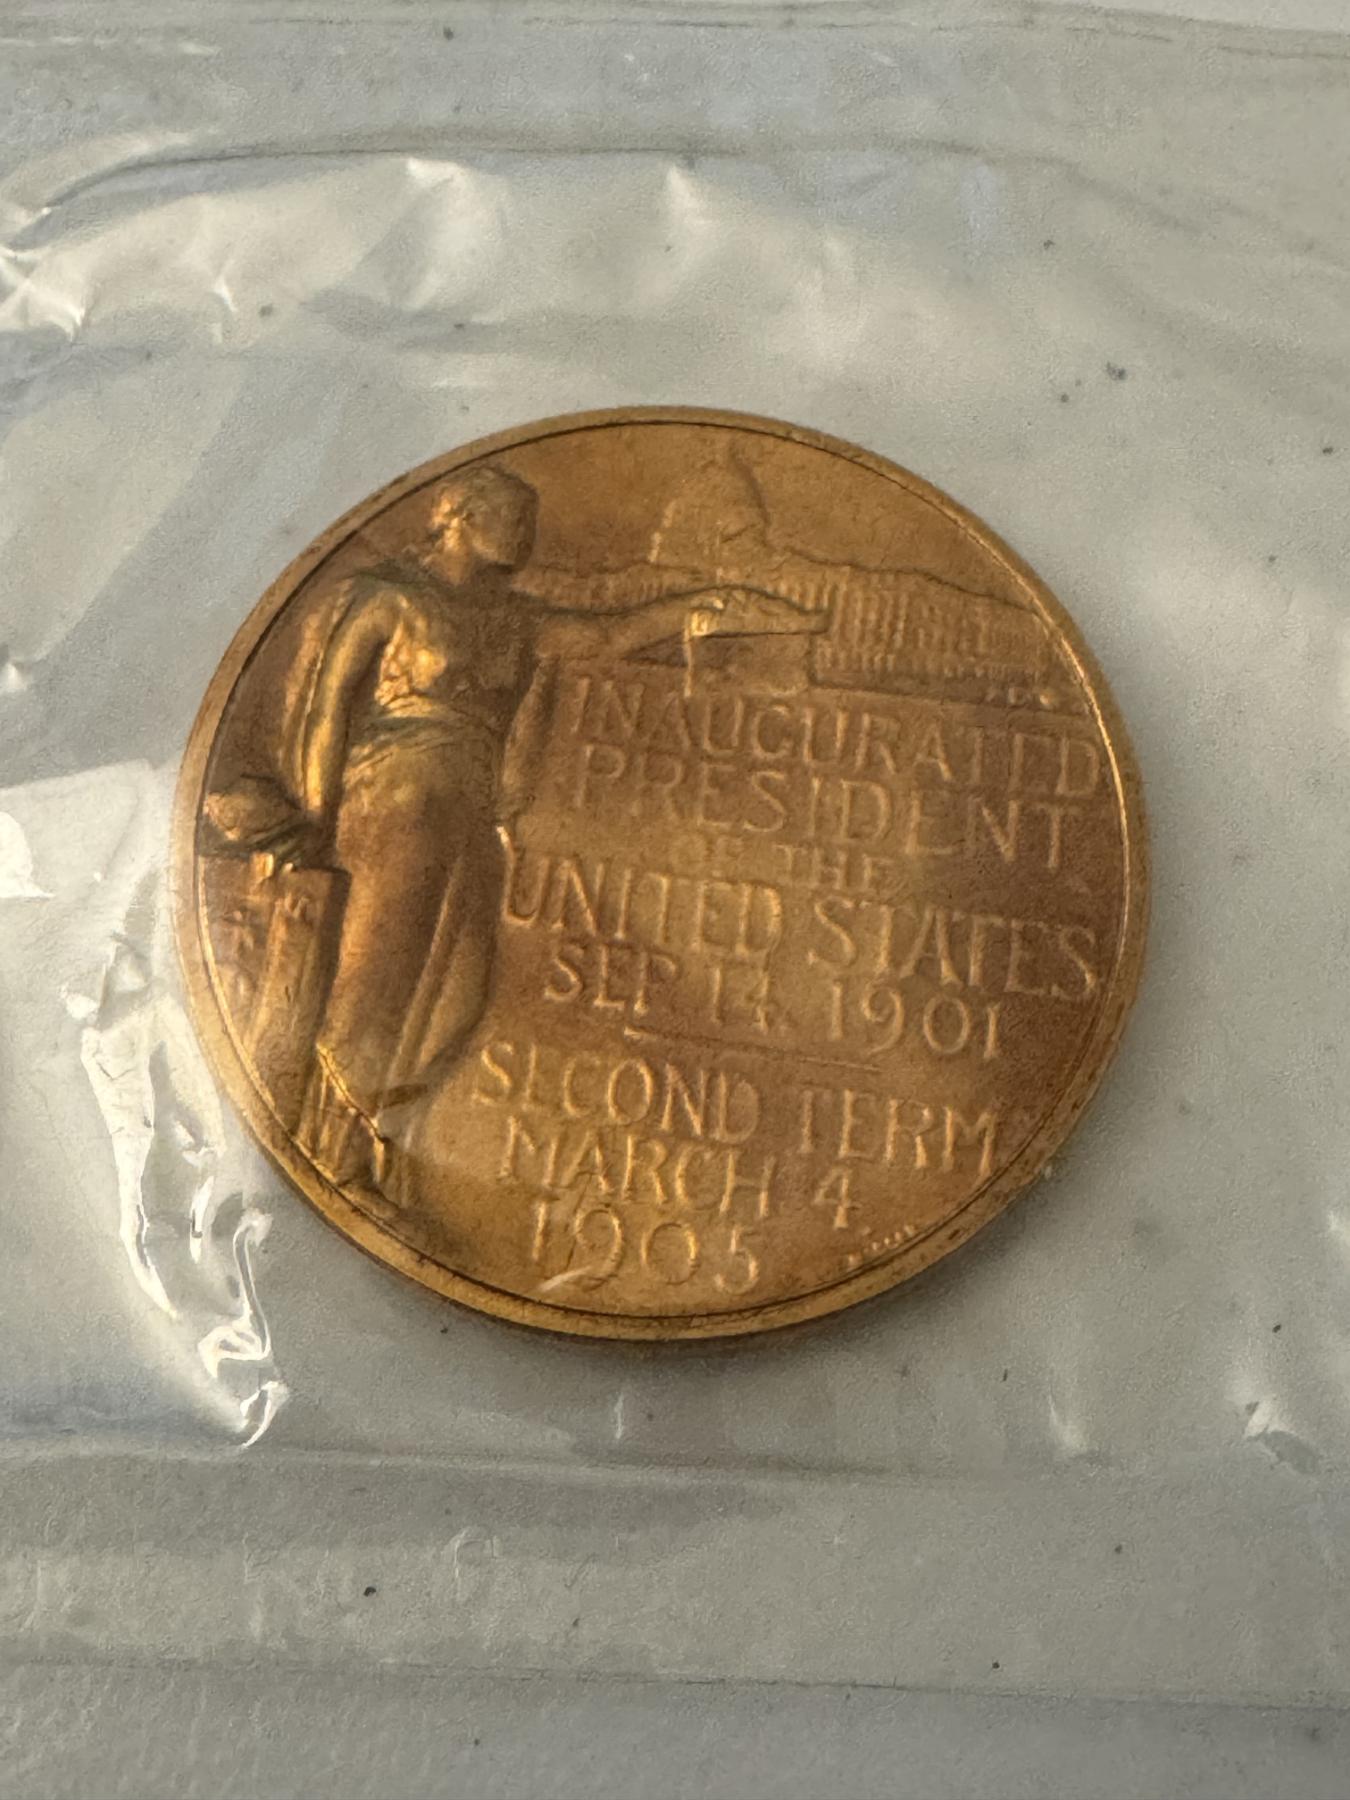 INAUGURATED
PRESIDENT
OF THE
UNITED STATES
SEP. 14. 1901
SECOND TERM
MARCH 4
1905